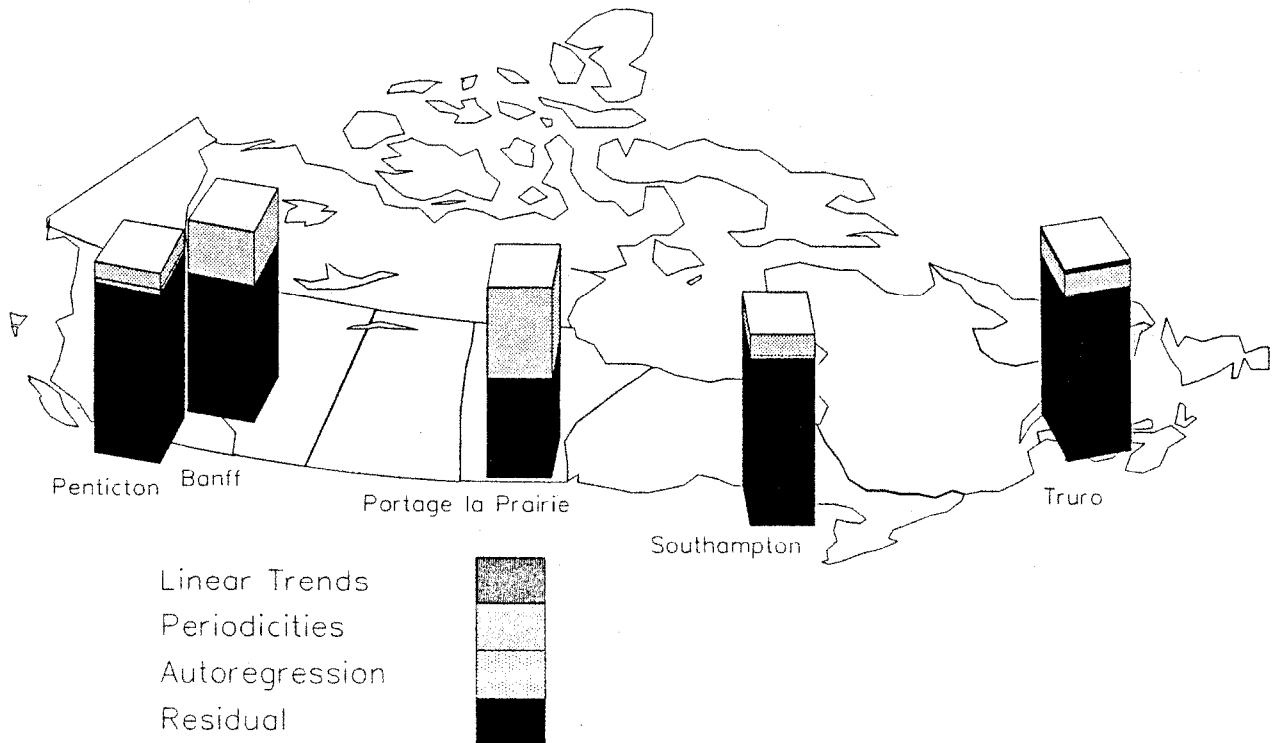 Penticton
Banff
Portage la Prairie
Southampton
Truro
Linear Trends
Periodicities
Autoregression
Residual